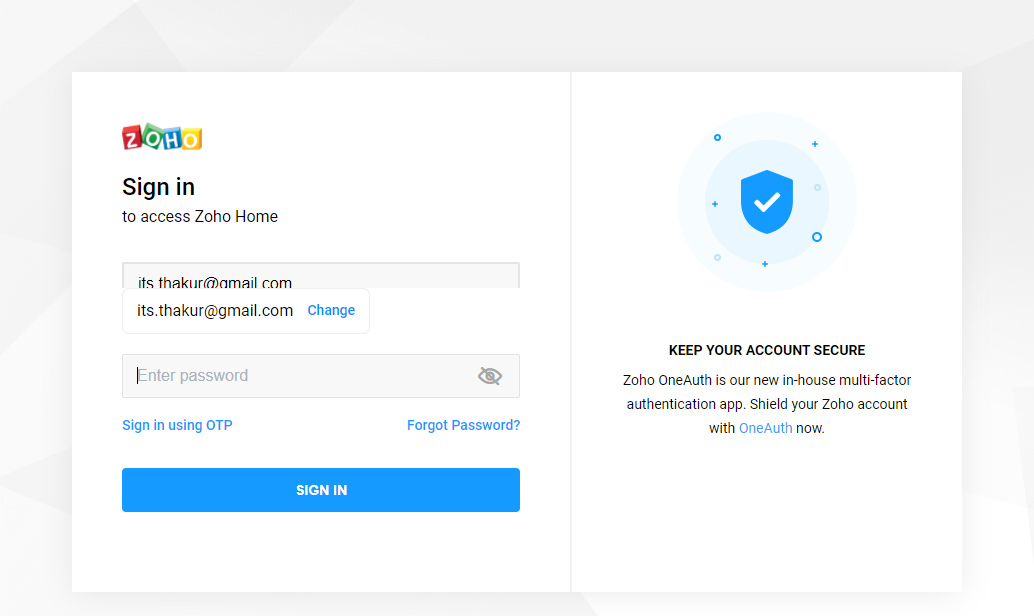 ZOHO
Sign in
to access Zoho Home
its.thakur@gmail.com
its.thakur@gmail.com Change
Enter password
Sign in using OTP Forgot Password?
SIGN IN
KEEP YOUR ACCOUNT SECURE
Zoho OneAuth is our new in-house multi-factor
authentication app. Shield your Zoho account
with OneAuth now.